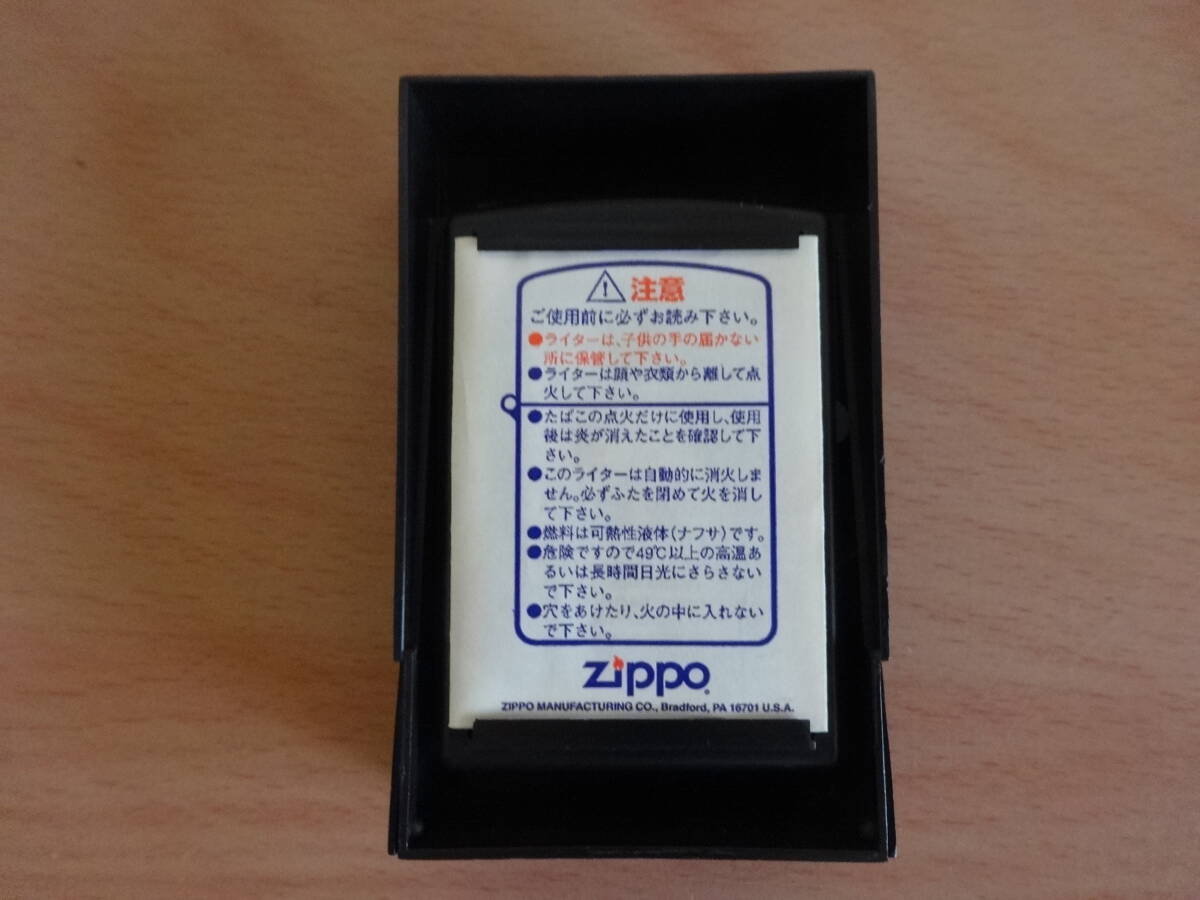 注意
ご使用前に必ずお読み下さい。
●ライターは、子供の手の届かない
所に保管して下さい。
●ライターは顔や衣類から離して点
火して下さい。
●たばこの点火だけに使用し、使用
後は炎が消えたことを確認して下
さい。
●このライターは自動的に消火しま
せん。必ずふたを閉めて火を消し
て下さい。
●燃料は可熱性液体(ナフサ)です。
●危険ですので49℃以上の高温あ
るいは長時間日光にさらさない
で下さい。
●穴をあけたり、火の中に入れない
で下さい。
Zippo
ZIPPO MANUFACTURING CO., Bradford, PA 16701 U.S.A.